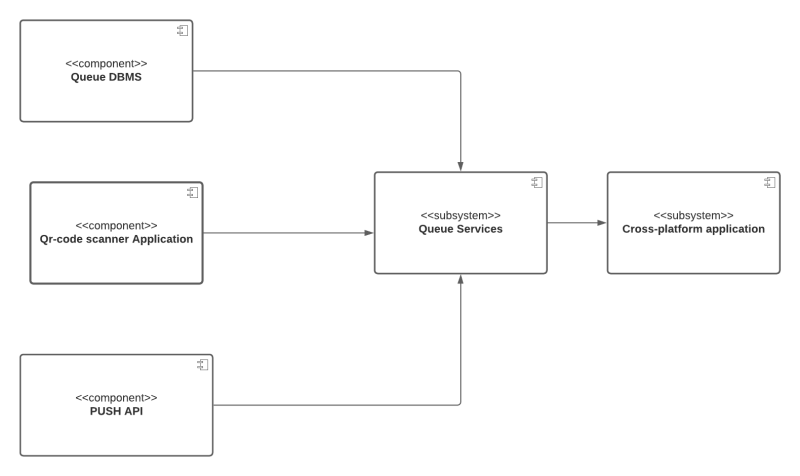 <<component>>
Queue DBMS
<<component>>
Qr-code scanner Application
<<subsystem>>
Queue Services
<<subsystem>>
Cross-platform application
<<component>>
PUSH API